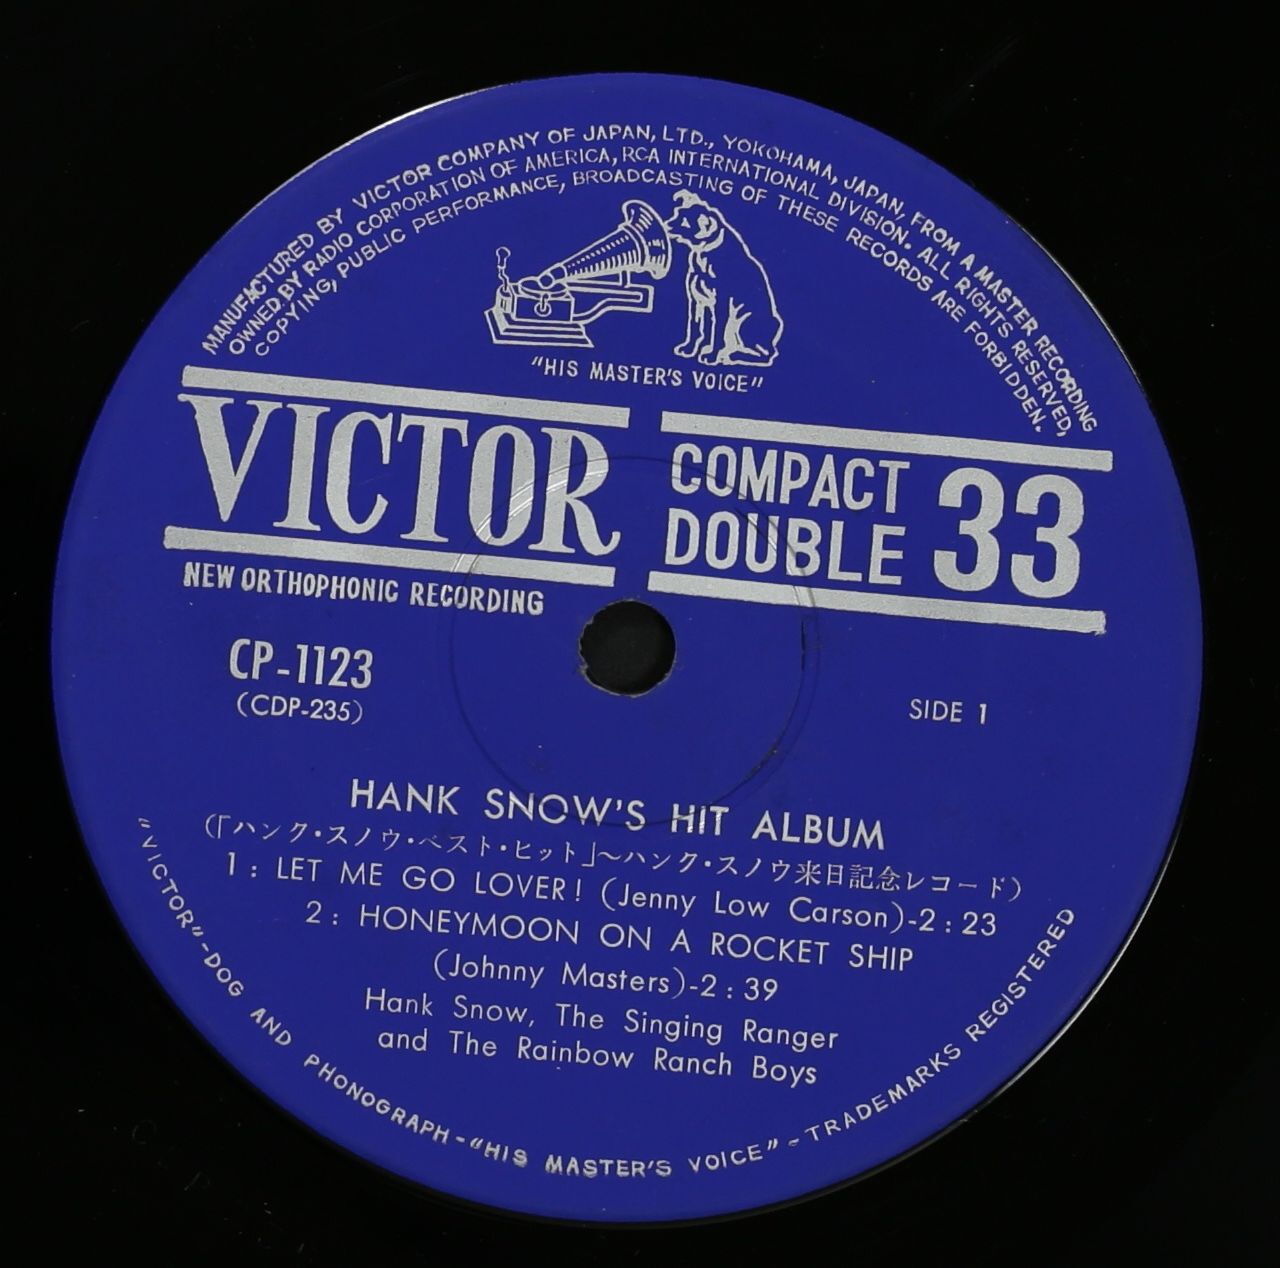 MANUFACTURED BY VICTOR COMPANY OF JAPAN, LTD., YOKOHAMA, JAPAN, FROM A MASTER RECORDING
OWNED BY RADIO CORPORATION OF AMERICA, RCA INTERNATIONAL DIVISION. ALL RIGHTS RESERVED,
COPYING, PUBLIC PERFORMANCE, BROADCASTING OF THESE RECORDS ARE FORBIDDEN.
"HIS MASTER'S VOICE"
VICTOR
COMPACT
DOUBLE 33
NEW ORTHOPHONIC RECORDING
CP-1123
(CDP-235)
SIDE 1
HANK SNOW'S HIT ALBUM
(「ハンク・スノウ・ベスト・ヒット」〜ハンク・スノウ来日記念レコード)
1 : LET ME GO LOVER! (Jenny Low Carson)-2 : 23
2 : HONEYMOON ON A ROCKET SHIP
(Johnny Masters)-2 : 39
Hank Snow, The Singing Ranger
and The Rainbow Ranch Boys
"VICTOR"-DOG AND PHONOGRAPH-"HIS MASTER'S VOICE"-TRADEMARKS REGISTERED